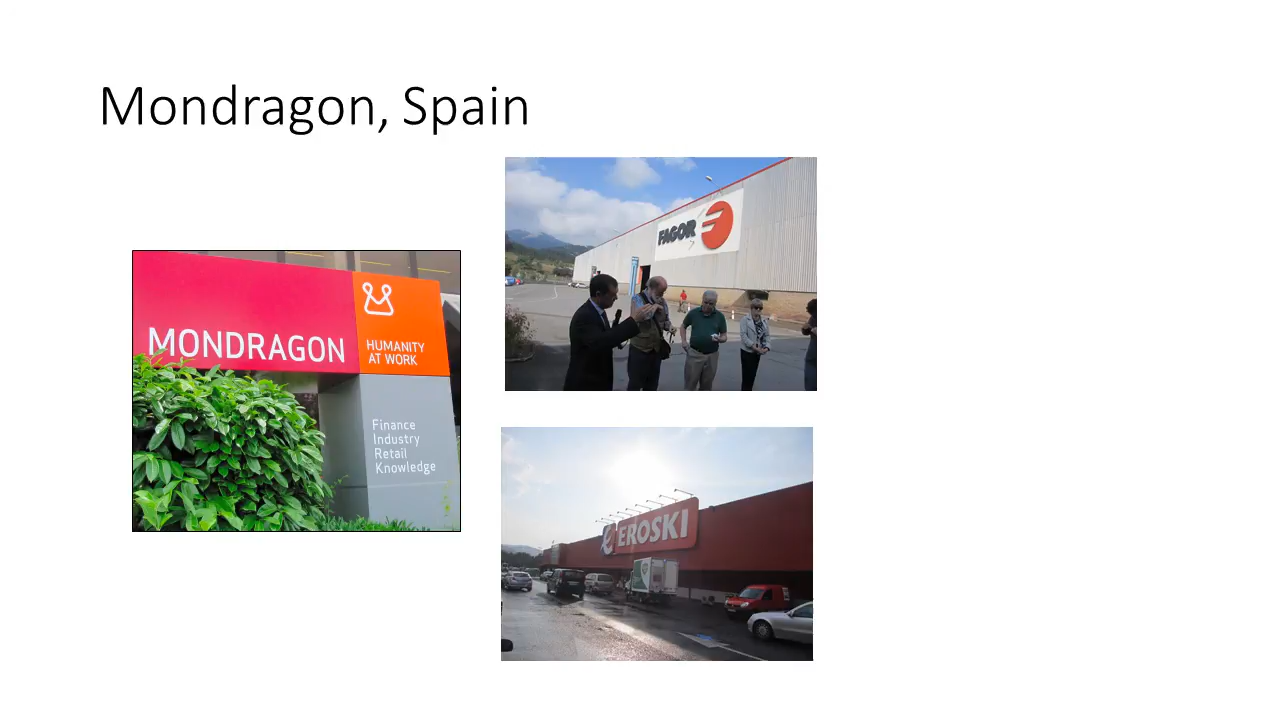 Mondragon, Spain
MONDRAGON
HUMANITY
AT WORK
Finance
Industry
Retail
Knowledge
FAGOR
EROSKI